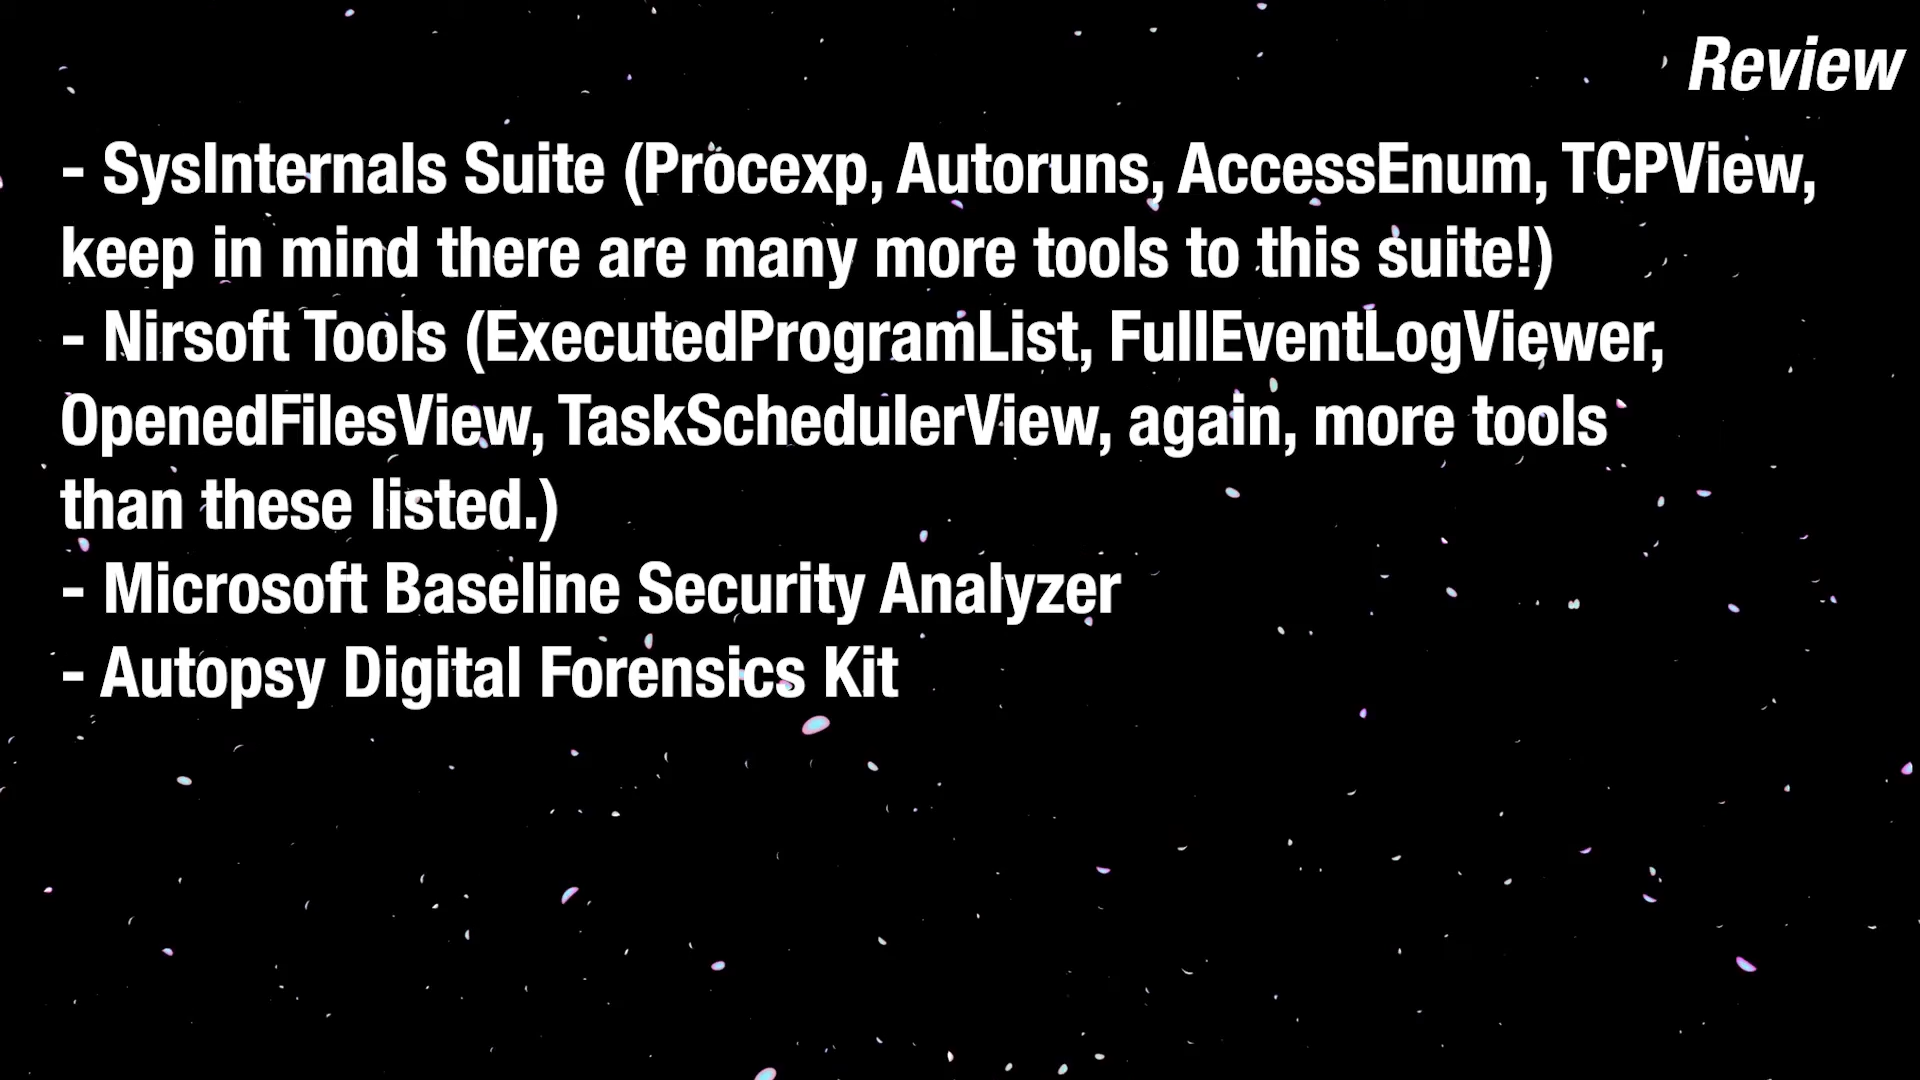 Review
- SysInternals Suite (Procexp, Autoruns, AccessEnum, TCPView,
keep in mind there are many more tools to this suite!)
- Nirsoft Tools (ExecutedProgramList, FullEventLogViewer,
OpenedFilesView, TaskSchedulerView, again, more tools
than these listed.)
- Microsoft Baseline Security Analyzer
- Autopsy Digital Forensics Kit